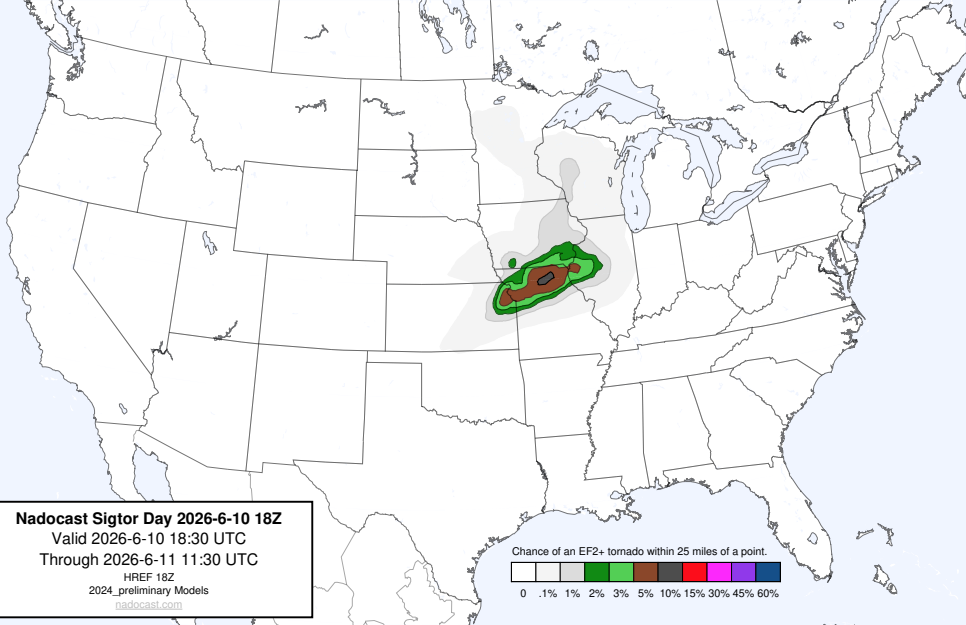 Nadocast Sigtor Day 2026-6-10 18Z
Valid 2026-6-10 18:30 UTC
Through 2026-6-11 11:30 UTC
HREF 18Z
2024_preliminary Models
nadocast.com
Chance of an EF2+ tornado within 25 miles of a point.
0 .1% 1% 2% 3% 5% 10% 15% 30% 45% 60%